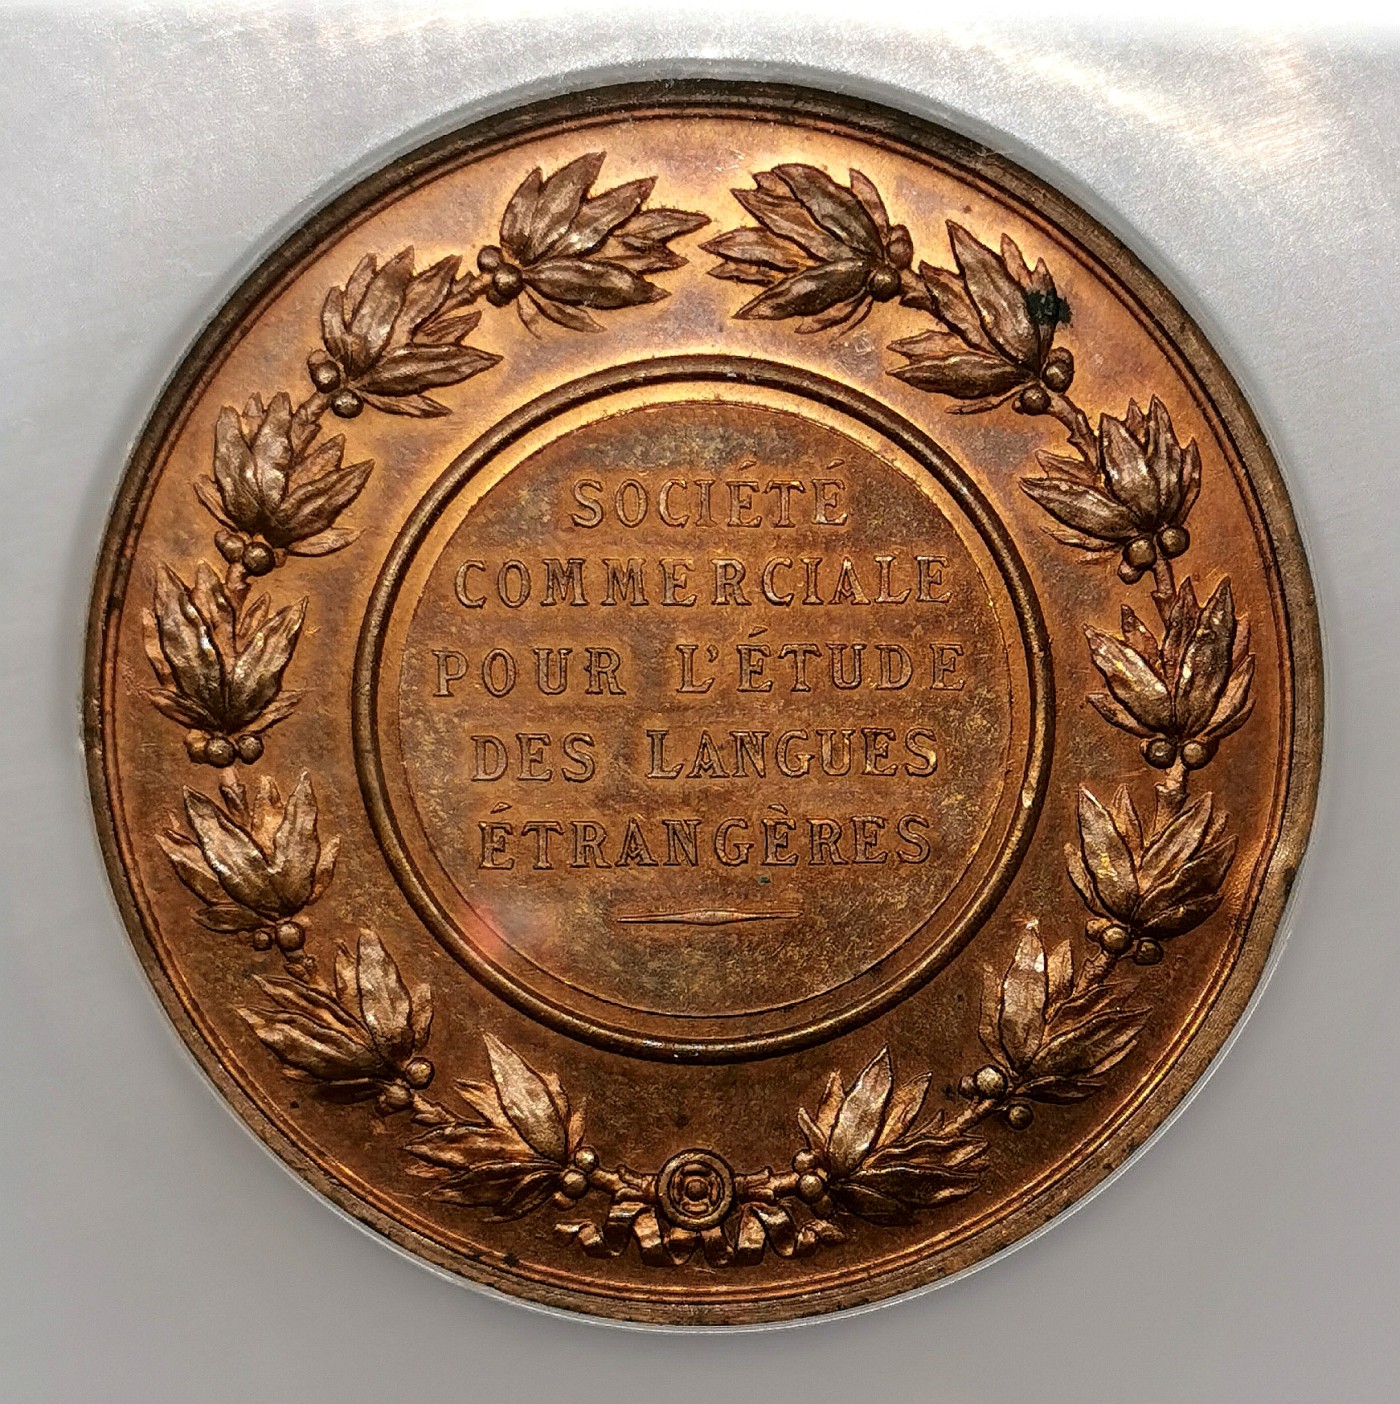 SOCIÉTÉ
COMMERCIALE
POUR L'ÉTUDE
DES LANGUES
ÉTRANGÈRES